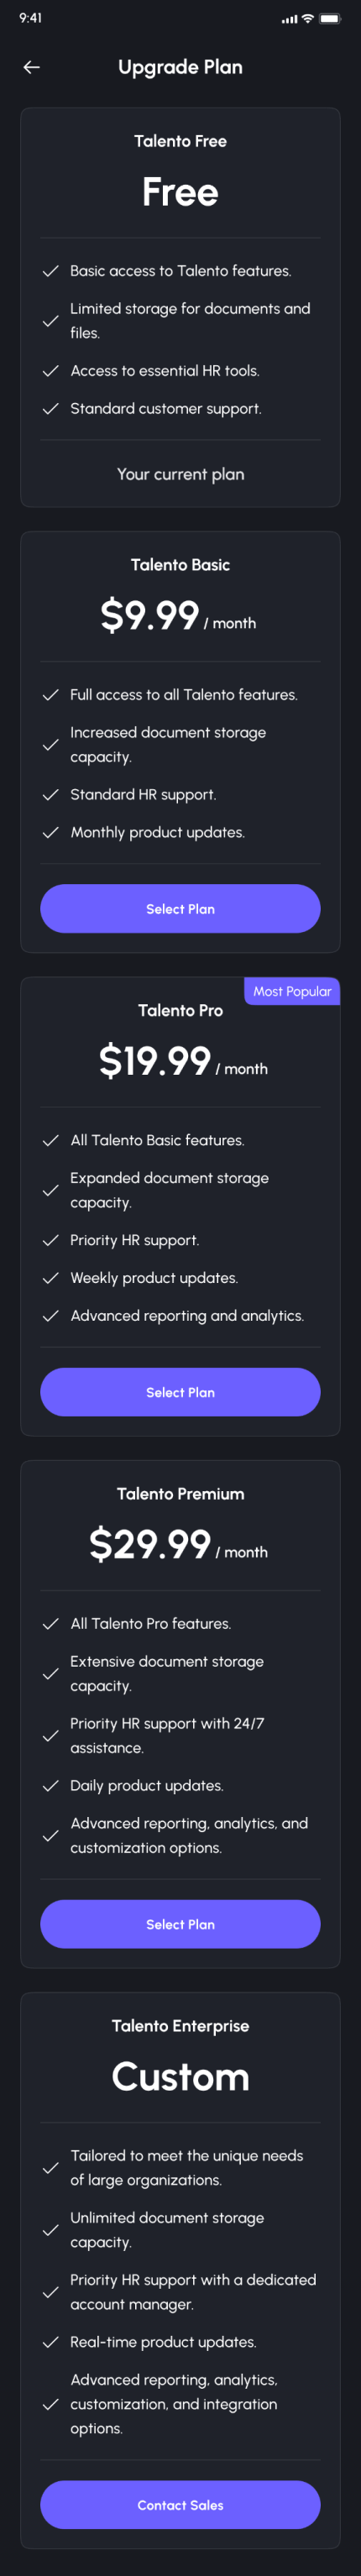 9:41
Upgrade Plan
Talento Free
Free
Basic access to Talento features.
Limited storage for documents and
files.
Access to essential HR tools.
Standard customer support.
Your current plan
Talento Basic
$9.99 / month
Full access to all Talento features.
Increased document storage
capacity.
Standard HR support.
Monthly product updates.
Select Plan
Most Popular
Talento Pro
$19.99 / month
All Talento Basic features.
Expanded document storage
capacity.
Priority HR support.
Weekly product updates.
Advanced reporting and analytics.
Select Plan
Talento Premium
$29.99 / month
All Talento Pro features.
Extensive document storage
capacity.
Priority HR support with 24/7
assistance.
Daily product updates.
Advanced reporting, analytics, and
customization options.
Select Plan
Talento Enterprise
Custom
Tailored to meet the unique needs
of large organizations.
Unlimited document storage
capacity.
Priority HR support with a dedicated
account manager.
Real-time product updates.
Advanced reporting, analytics,
customization, and integration
options.
Contact Sales